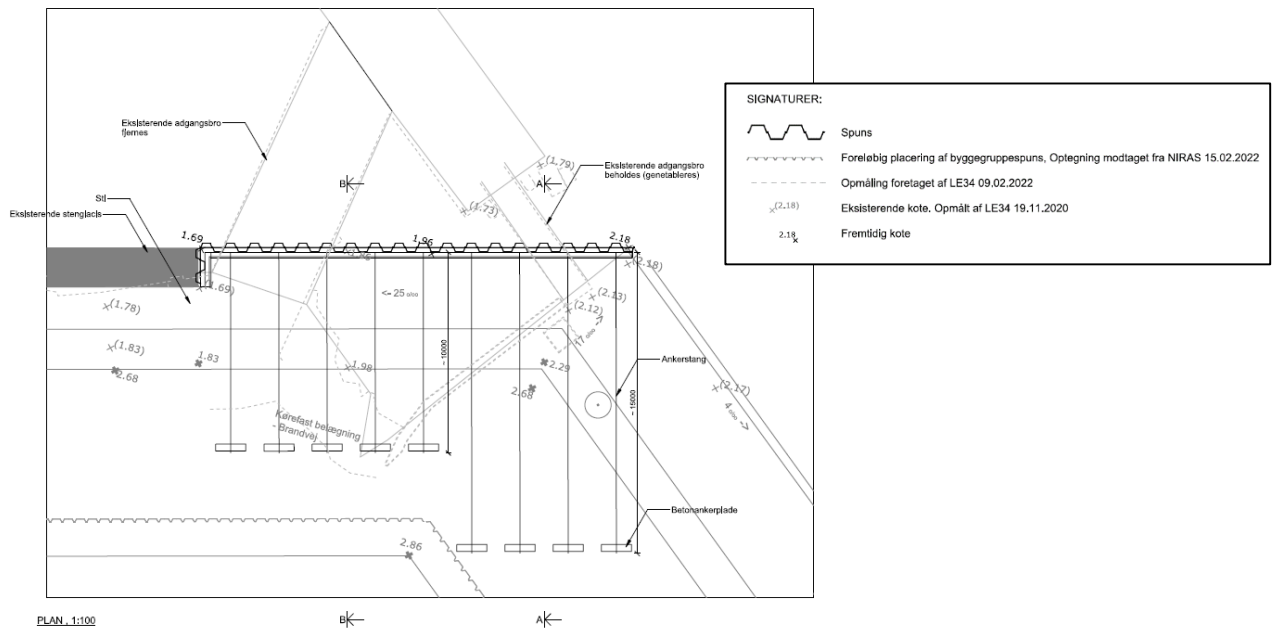 Eksisterende adgangsbro
fjernes
Sti
Eksisterende stenglacis
B
A
(1.79)
(1.73)
Eksisterende adgangsbro
beholdes (genetableres)
1.69
1.96
2.18
(2.18)
1.69)
<- 25 o/oo
(2.13)
(2.12)
17 o/oo ->
(1.78)
(1.83)
1.83
2.68
1.98
~ 10000
2.29
2.68
Ankerstang
~ 15000
(2.17)
4 o/oo ->
Kørefast belægning
- Brandvej
Betonankerplade
2.86
PLAN , 1:100
B
A
SIGNATURER:
Spuns
Foreløbig placering af byggegruppespuns, Optegning modtaget fra NIRAS 15.02.2022
Opmåling foretaget af LE34 09.02.2022
(2.18) Eksisterende kote. Opmålt af LE34 19.11.2020
2.18 Fremtidig kote